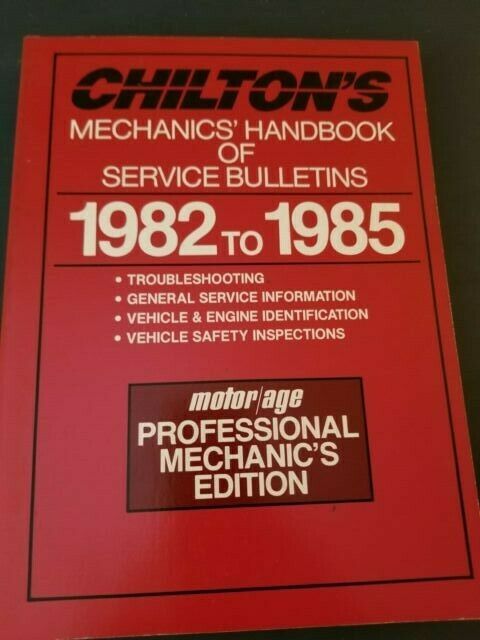 CHILTON'S
MECHANICS' HANDBOOK
OF
SERVICE BULLETINS
1982 TO 1985
• TROUBLESHOOTING
• GENERAL SERVICE INFORMATION
• VEHICLE & ENGINE IDENTIFICATION
• VEHICLE SAFETY INSPECTIONS
motor/age
PROFESSIONAL
MECHANIC'S
EDITION